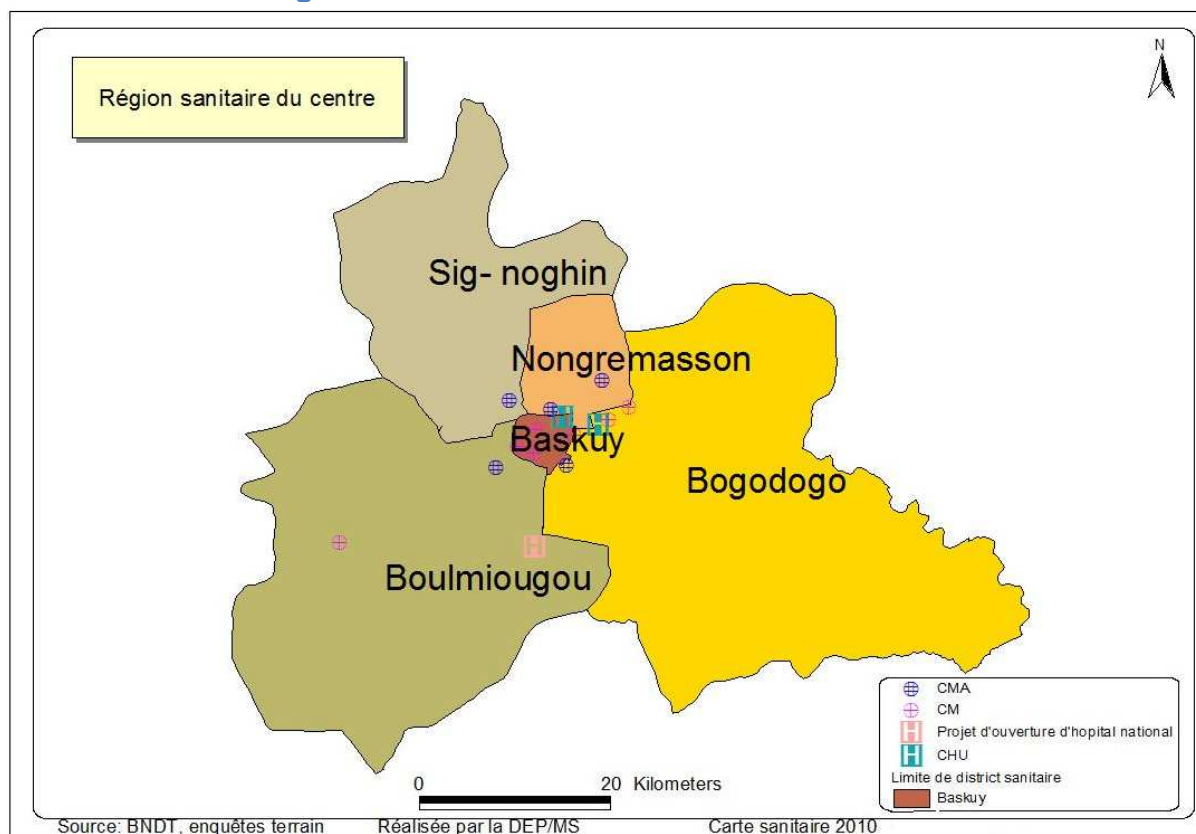 N
Région sanitaire du centre
Sig- noghin
Nongremasson
Baskuy
Bogodogo
Boulmiougou
CMA
CM
Projet d'ouverture d'hopital national
CHU
Limite de district sanitaire
Baskuy
0 20 Kilometers
Source: BNDT, enquêtes terrain Réalisée par la DEP/MS Carte sanitaire 2010